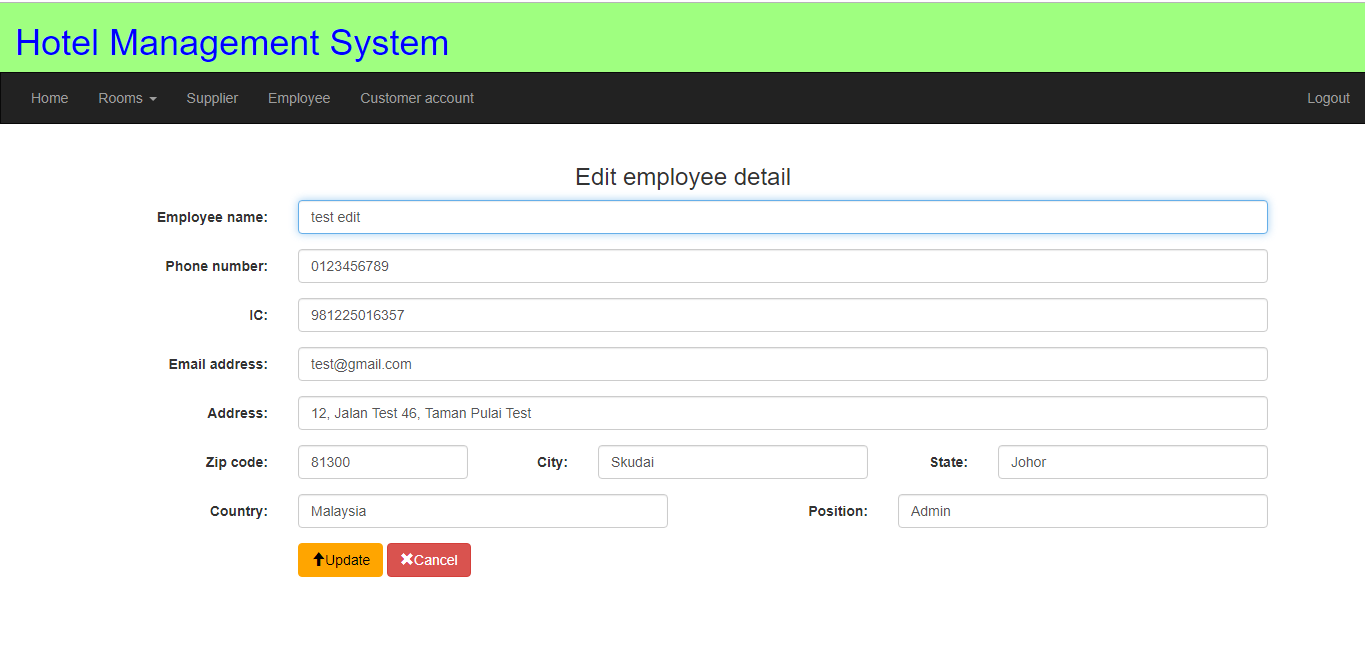 Hotel Management System
Home Rooms Supplier Employee Customer account Logout
Edit employee detail
Employee name: test edit
Phone number: 0123456789
IC: 981225016357
Email address: test@gmail.com
Address: 12, Jalan Test 46, Taman Pulai Test
Zip code: 81300 City: Skudai State: Johor
Country: Malaysia Position: Admin
Update Cancel